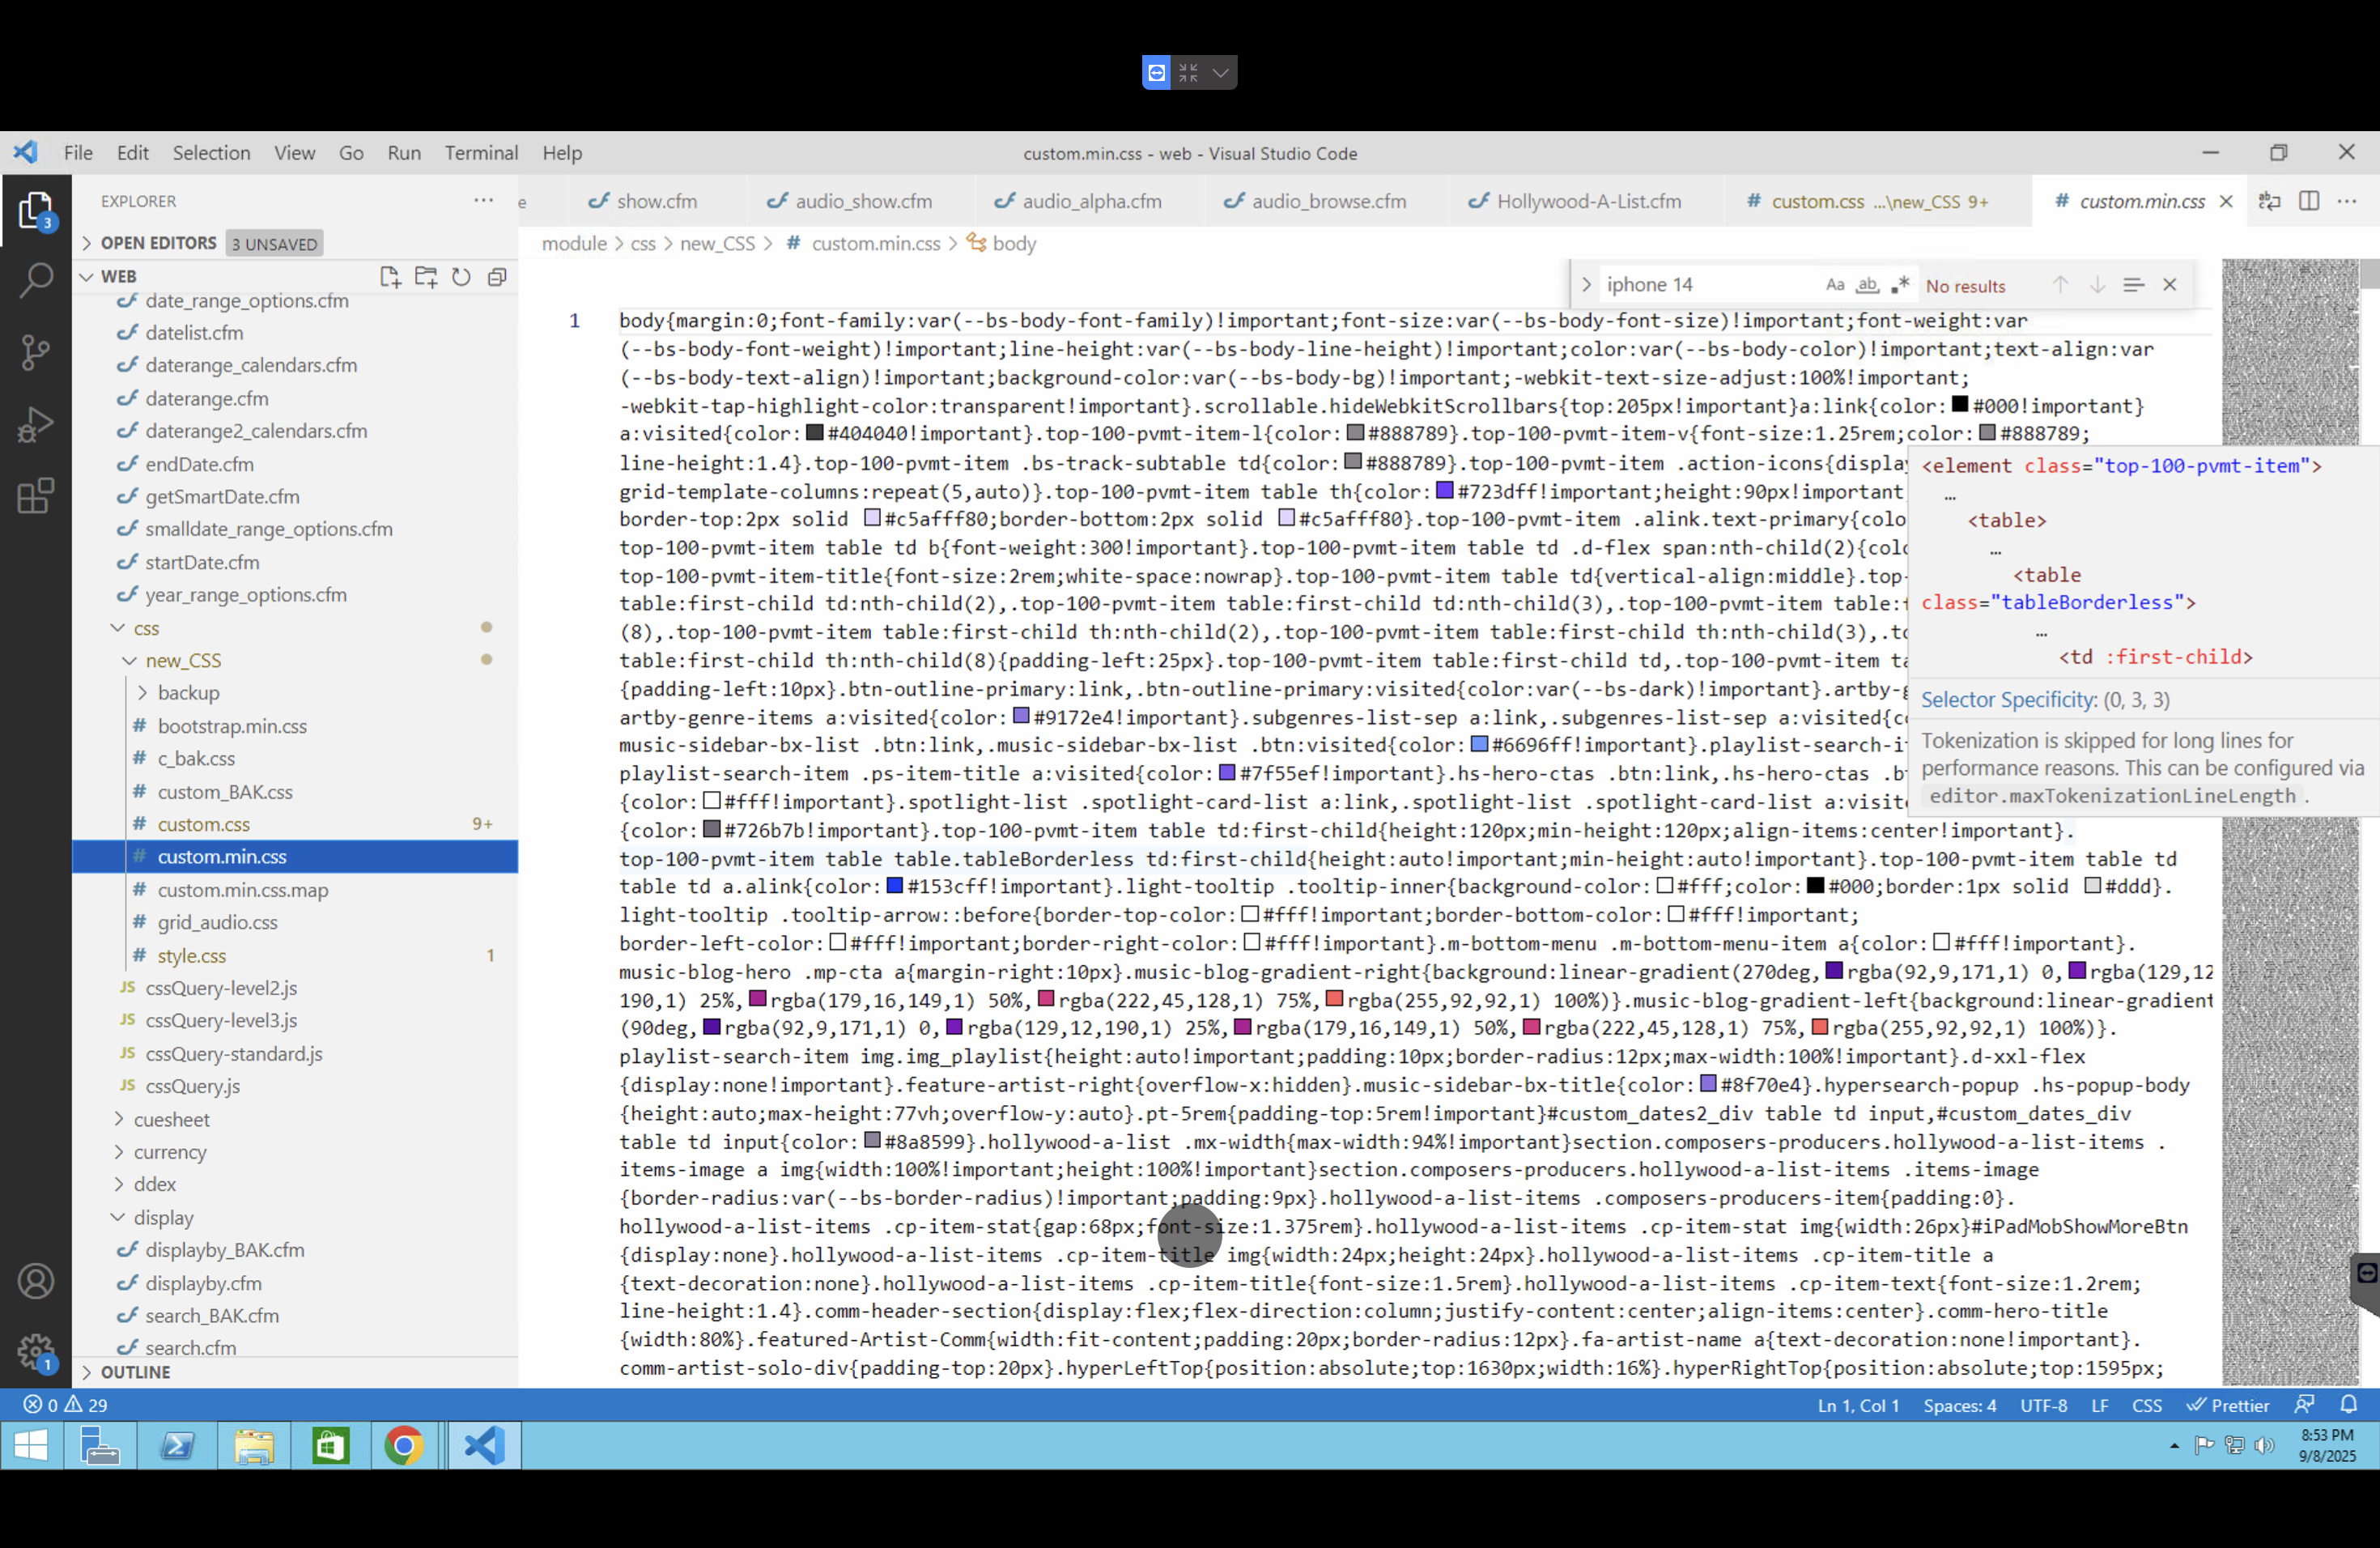 File Edit Selection View Go Run Terminal Help
custom.min.css - web - Visual Studio Code
EXPLORER
e show.cfm audio_show.cfm audio_alpha.cfm audio_browse.cfm Hollywood-A-List.cfm # custom.css ...\new_CSS 9+ # custom.min.css
OPEN EDITORS 3 UNSAVED
WEB
module > css > new_CSS > # custom.min.css > body
iphone 14 Aa ab No results
3
date_range_options.cfm
datelist.cfm
daterange_calendars.cfm
daterange.cfm
daterange2_calendars.cfm
endDate.cfm
getSmartDate.cfm
smalldate_range_options.cfm
startDate.cfm
year_range_options.cfm
css
new_CSS
backup
# bootstrap.min.css
# c_bak.css
# custom_BAK.css
# custom.css 9+
# custom.min.css
# custom.min.css.map
# grid_audio.css
# style.css 1
JS cssQuery-level2.js
JS cssQuery-level3.js
JS cssQuery-standard.js
JS cssQuery.js
cuesheet
currency
ddex
display
displayby_BAK.cfm
displayby.cfm
search_BAK.cfm
search.cfm
OUTLINE
1
1 body{margin:0;font-family:var(--bs-body-font-family)!important;font-size:var(--bs-body-font-size)!important;font-weight:var
(--bs-body-font-weight)!important;line-height:var(--bs-body-line-height)!important;color:var(--bs-body-color)!important;text-align:var
(--bs-body-text-align)!important;background-color:var(--bs-body-bg)!important;-webkit-text-size-adjust:100%!important;
-webkit-tap-highlight-color:transparent!important}.scrollable.hideWebkitScrollbars{top:205px!important}a:link{color:#000!important}
a:visited{color:#404040!important}.top-100-pvmt-item-l{color:#888789}.top-100-pvmt-item-v{font-size:1.25rem;color:#888789;
line-height:1.4}.top-100-pvmt-item .bs-track-subtable td{color:#888789}.top-100-pvmt-item .action-icons{displa
grid-template-columns:repeat(5,auto)}.top-100-pvmt-item table th{color:#723dff!important;height:90px!important
border-top:2px solid #c5afff80;border-bottom:2px solid #c5afff80}.top-100-pvmt-item .alink.text-primary{colo
top-100-pvmt-item table td b{font-weight:300!important}.top-100-pvmt-item table td .d-flex span:nth-child(2){col
top-100-pvmt-item-title{font-size:2rem;white-space:nowrap}.top-100-pvmt-item table td{vertical-align:middle}.top-
table:first-child td:nth-child(2),.top-100-pvmt-item table:first-child td:nth-child(3),.top-100-pvmt-item table:
(8),.top-100-pvmt-item table:first-child th:nth-child(2),.top-100-pvmt-item table:first-child th:nth-child(3),.t
table:first-child th:nth-child(8){padding-left:25px}.top-100-pvmt-item table:first-child td,.top-100-pvmt-item t
{padding-left:10px}.btn-outline-primary:link,.btn-outline-primary:visited{color:var(--bs-dark)!important}.artby-
artby-genre-items a:visited{color:#9172e4!important}.subgenres-list-sep a:link,.subgenres-list-sep a:visited{c
music-sidebar-bx-list .btn:link,.music-sidebar-bx-list .btn:visited{color:#6696ff!important}.playlist-search-i
playlist-search-item .ps-item-title a:visited{color:#7f55ef!important}.hs-hero-ctas .btn:link,.hs-hero-ctas .b
{color:#fff!important}.spotlight-list .spotlight-card-list a:link,.spotlight-list .spotlight-card-list a:visit
{color:#726b7b!important}.top-100-pvmt-item table td:first-child{height:120px;min-height:120px;align-items:center!important}.
top-100-pvmt-item table table.tableBorderless td:first-child{height:auto!important;min-height:auto!important}.top-100-pvmt-item table td
table td a.alink{color:#153cff!important}.light-tooltip .tooltip-inner{background-color:#fff;color:#000;border:1px solid #ddd}.
light-tooltip .tooltip-arrow::before{border-top-color:#fff!important;border-bottom-color:#fff!important;
border-left-color:#fff!important;border-right-color:#fff!important}.m-bottom-menu .m-bottom-menu-item a{color:#fff!important}.
music-blog-hero .mp-cta a{margin-right:10px}.music-blog-gradient-right{background:linear-gradient(270deg,rgba(92,9,171,1) 0,rgba(129,12
190,1) 25%,rgba(179,16,149,1) 50%,rgba(222,45,128,1) 75%,rgba(255,92,92,1) 100%)}.music-blog-gradient-left{background:linear-gradient
(90deg,rgba(92,9,171,1) 0,rgba(129,12,190,1) 25%,rgba(179,16,149,1) 50%,rgba(222,45,128,1) 75%,rgba(255,92,92,1) 100%)}.
playlist-search-item img.img_playlist{height:auto!important;padding:10px;border-radius:12px;max-width:100%!important}.d-xxl-flex
{display:none!important}.feature-artist-right{overflow-x:hidden}.music-sidebar-bx-title{color:#8f70e4}.hypersearch-popup .hs-popup-body
{height:auto;max-height:77vh;overflow-y:auto}.pt-5rem{padding-top:5rem!important}#custom_dates2_div table td input,#custom_dates_div
table td input{color:#8a8599}.hollywood-a-list .mx-width{max-width:94%!important}section.composers-producers.hollywood-a-list-items .
items-image a img{width:100%!important;height:100%!important}section.composers-producers.hollywood-a-list-items .items-image
{border-radius:var(--bs-border-radius)!important;padding:9px}.hollywood-a-list-items .composers-producers-item{padding:0}.
hollywood-a-list-items .cp-item-stat{gap:68px;font-size:1.375rem}.hollywood-a-list-items .cp-item-stat img{width:26px}#iPadMobShowMoreBtn
{display:none}.hollywood-a-list-items .cp-item-title img{width:24px;height:24px}.hollywood-a-list-items .cp-item-title a
{text-decoration:none}.hollywood-a-list-items .cp-item-title{font-size:1.5rem}.hollywood-a-list-items .cp-item-text{font-size:1.2rem;
line-height:1.4}.comm-header-section{display:flex;flex-direction:column;justify-content:center;align-items:center}.comm-hero-title
{width:80%}.featured-Artist-Comm{width:fit-content;padding:20px;border-radius:12px}.fa-artist-name a{text-decoration:none!important}.
comm-artist-solo-div{padding-top:20px}.hyperLeftTop{position:absolute;top:1630px;width:16%}.hyperRightTop{position:absolute;top:1595px;
<element class="top-100-pvmt-item">
…
<table>
…
<table
class="tableBorderless">
…
<td :first-child>
Selector Specificity: (0, 3, 3)
Tokenization is skipped for long lines for
performance reasons. This can be configured via
editor.maxTokenizationLineLength.
0 29
Ln 1, Col 1 Spaces: 4 UTF-8 LF CSS Prettier
8:53 PM
9/8/2025